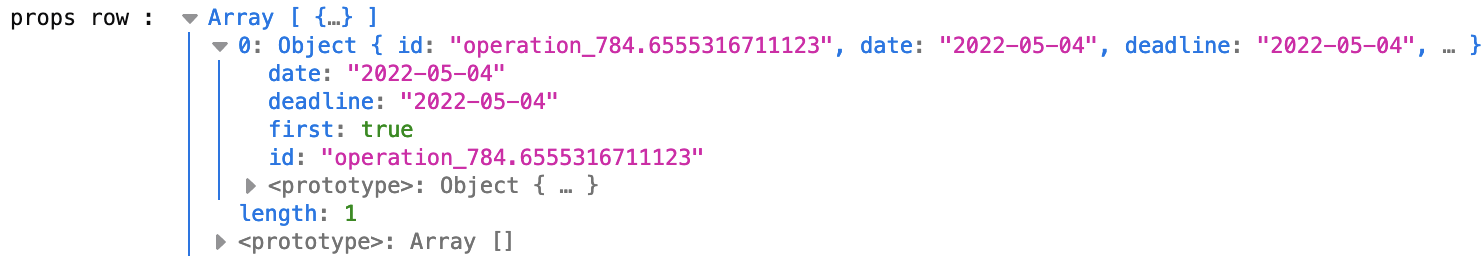 props row : Array [ {…} ]
0: Object { id: "operation_784.6555316711123", date: "2022-05-04", deadline: "2022-05-04", … }
date: "2022-05-04"
deadline: "2022-05-04"
first: true
id: "operation_784.6555316711123"
<prototype>: Object { … }
length: 1
<prototype>: Array []